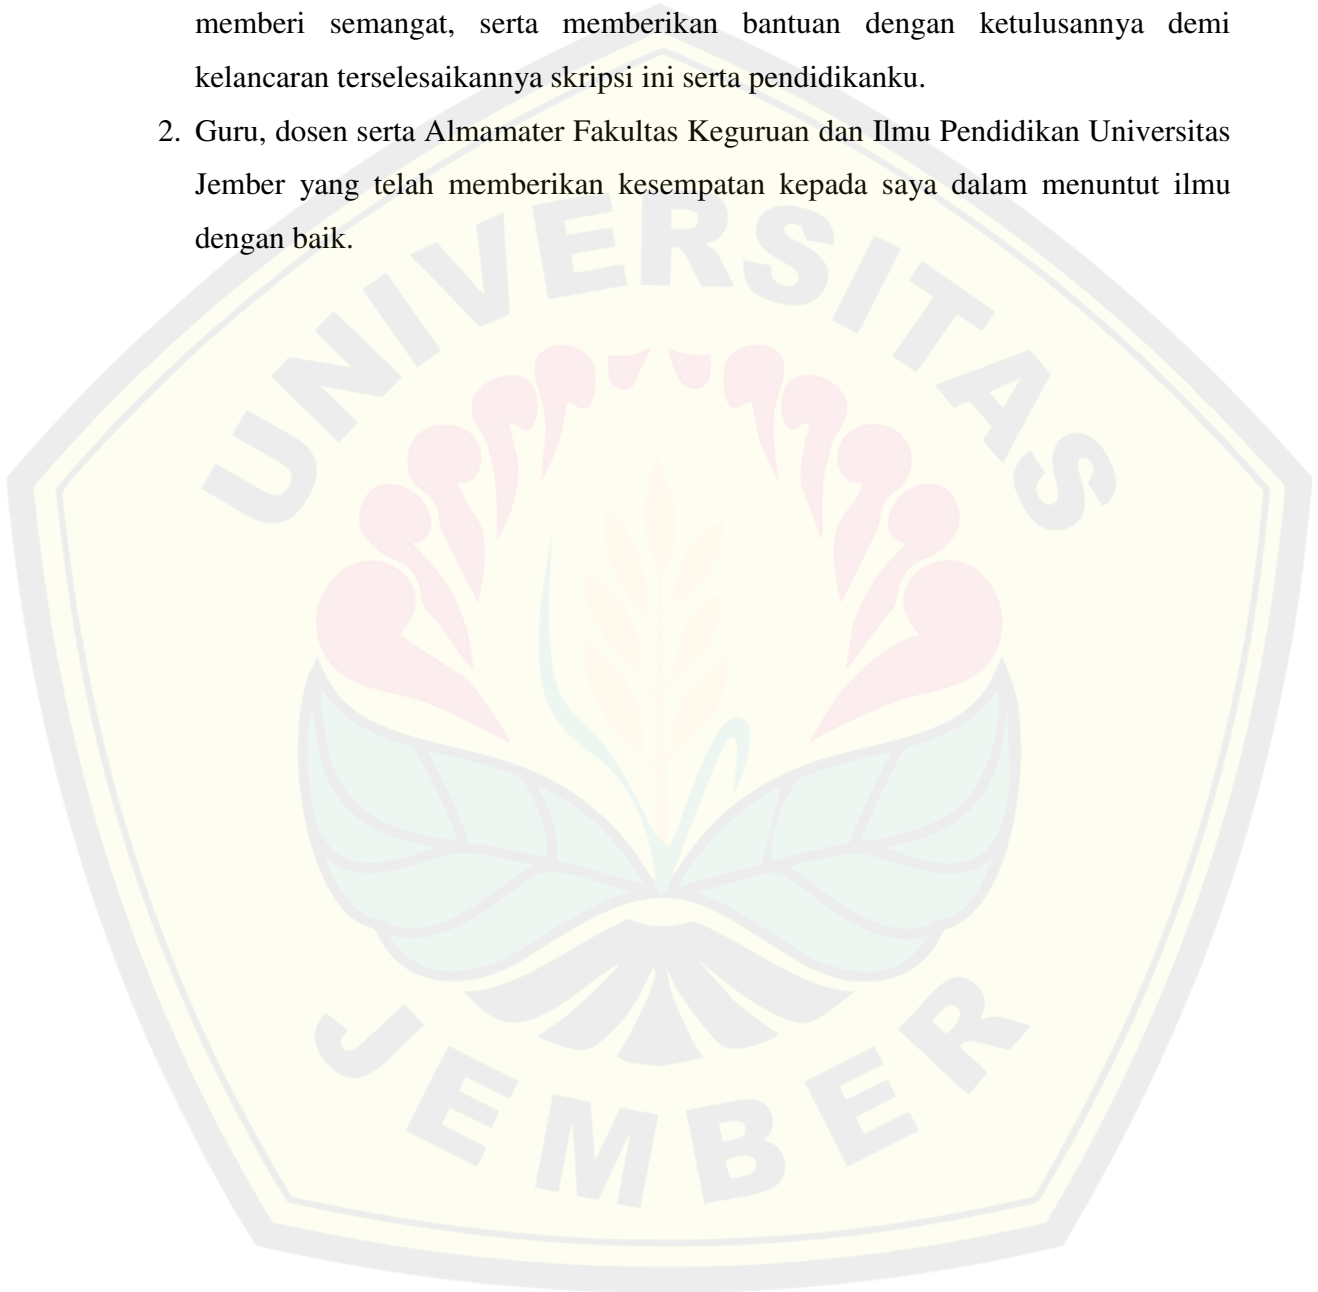 memberi semangat, serta memberikan bantuan dengan ketulusannya demi
kelancaran terselesaikannya skripsi ini serta pendidikanku.
2. Guru, dosen serta Almamater Fakultas Keguruan dan Ilmu Pendidikan Universitas
Jember yang telah memberikan kesempatan kepada saya dalam menuntut ilmu
dengan baik.
UNIVERSITAS
JEMBER